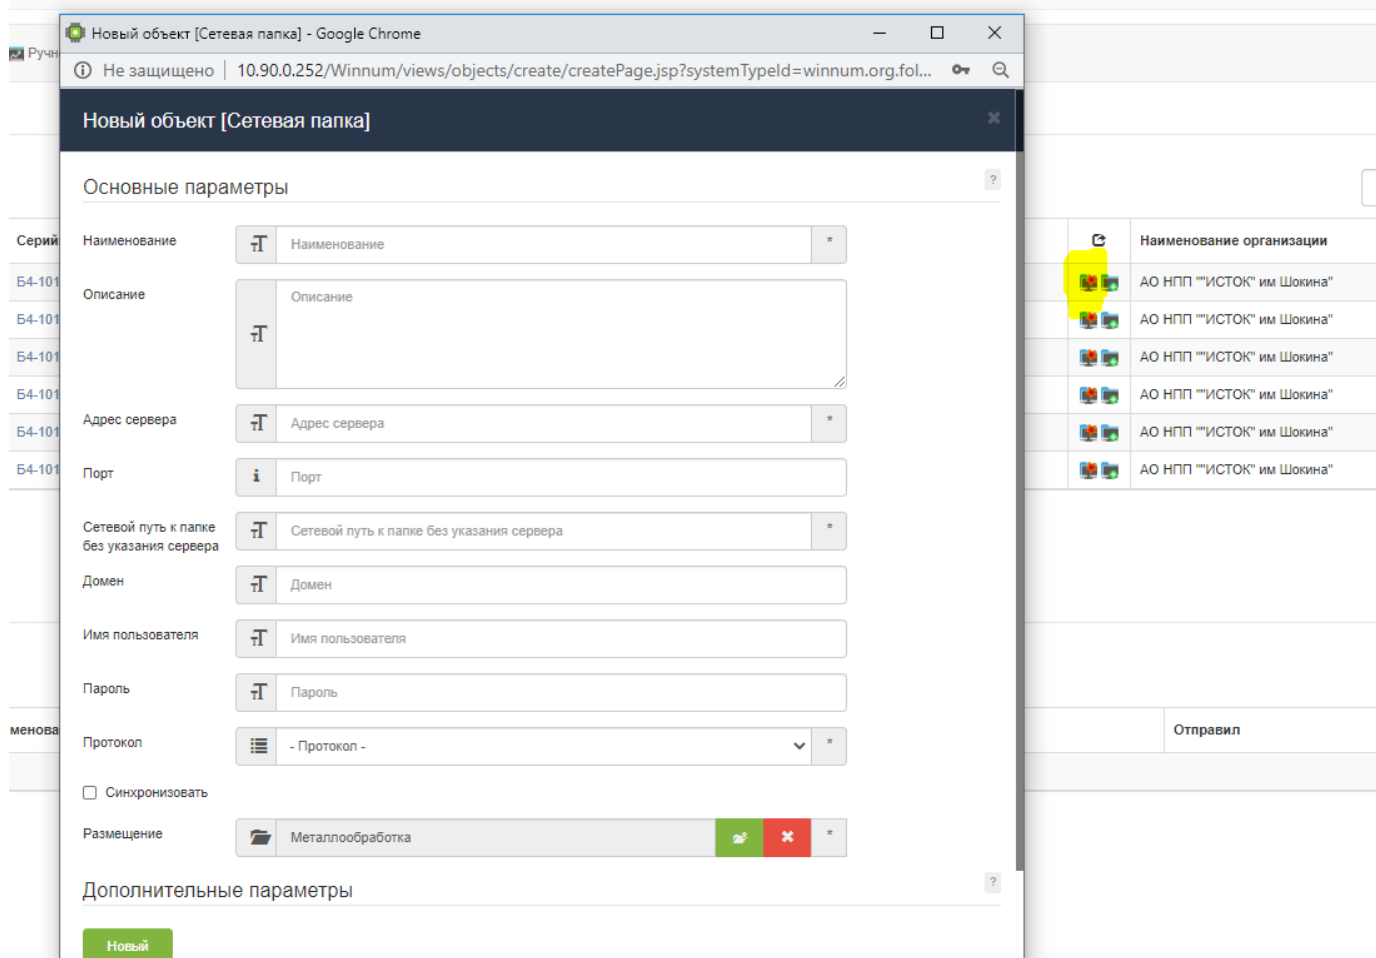 Новый объект [Сетевая папка] - Google Chrome
Не защищено | 10.90.0.252/Winnum/views/objects/create/createPage.jsp?systemTypeId=winnum.org.fol...
Новый объект [Сетевая папка]
Основные параметры
?
Наименование
Наименование
*
Описание
Описание
Адрес сервера
Адрес сервера
*
Порт
Порт
Сетевой путь к папке
без указания сервера
Сетевой путь к папке без указания сервера
*
Домен
Домен
Имя пользователя
Имя пользователя
Пароль
Пароль
Протокол
- Протокол -
*
Синхронизовать
Размещение
Металлообработка
*
Дополнительные параметры
?
Новый
Ручн
Серий
Б4-101
Б4-101
Б4-101
Б4-101
Б4-101
Б4-101
менова
Наименование организации
АО НПП ""ИСТОК" им Шокина"
АО НПП ""ИСТОК" им Шокина"
АО НПП ""ИСТОК" им Шокина"
АО НПП ""ИСТОК" им Шокина"
АО НПП ""ИСТОК" им Шокина"
АО НПП ""ИСТОК" им Шокина"
Отправил